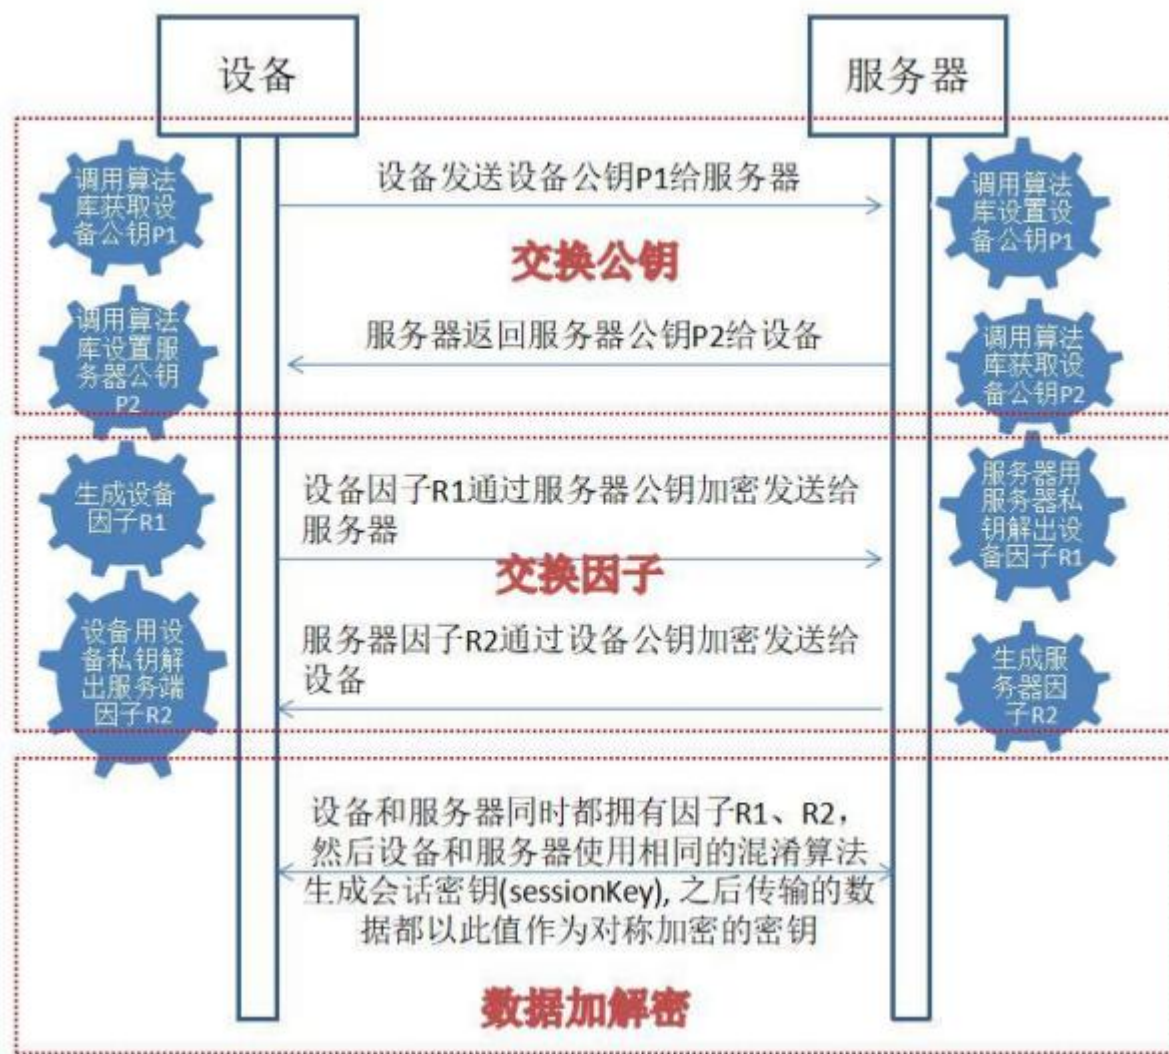 设备
服务器
调用算法
库获取设
备公钥P1
设备发送设备公钥P1给服务器
调用算法
库设置设
备公钥P1
交换公钥
调用算法
库设置服
务器公钥
P2
服务器返回服务器公钥P2给设备
调用算法
库获取设
备公钥P2
生成设备
因子R1
设备因子R1通过服务器公钥加密发送给
服务器
服务器用
服务器私
钥解出设
备因子R1
交换因子
设备用设
备私钥解
出服务端
因子R2
服务器因子R2通过设备公钥加密发送给
设备
生成服
务器因
子R2
设备和服务器同时都拥有因子R1、R2，
然后设备和服务器使用相同的混淆算法
生成会话密钥(sessionKey), 之后传输的数
据都以此值作为对称加密的密钥
数据加解密